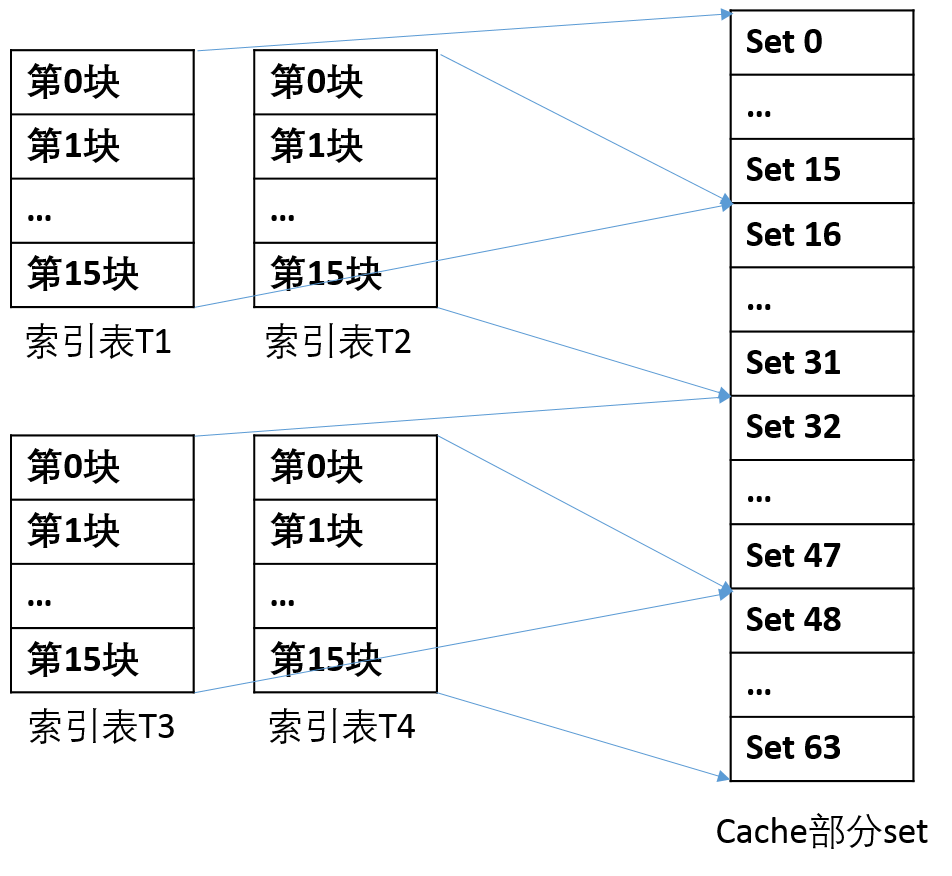 第0块
第1块
...
第15块
索引表T1
第0块
第1块
...
第15块
索引表T2
第0块
第1块
...
第15块
索引表T3
第0块
第1块
...
第15块
索引表T4
Set 0
...
Set 15
Set 16
...
Set 31
Set 32
...
Set 47
Set 48
...
Set 63
Cache部分set